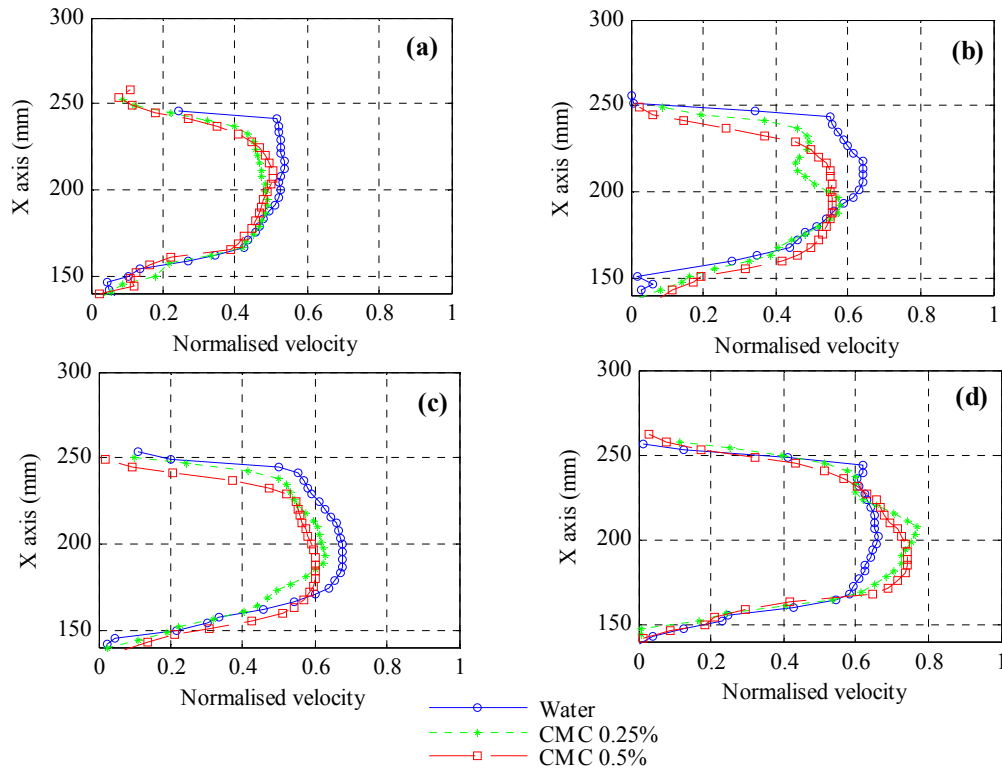 300
250
200
150
X axis (mm)
(a)
0 0.2 0.4 0.6 0.8 1
Normalised velocity
300
250
200
150
X axis (mm)
(b)
0 0.2 0.4 0.6 0.8 1
Normalised velocity
300
250
200
150
X axis (mm)
(c)
0 0.2 0.4 0.6 0.8 1
Normalised velocity
300
250
200
150
X axis (mm)
(d)
0 0.2 0.4 0.6 0.8 1
Normalised velocity
Water
CMC 0.25%
CMC 0.5%